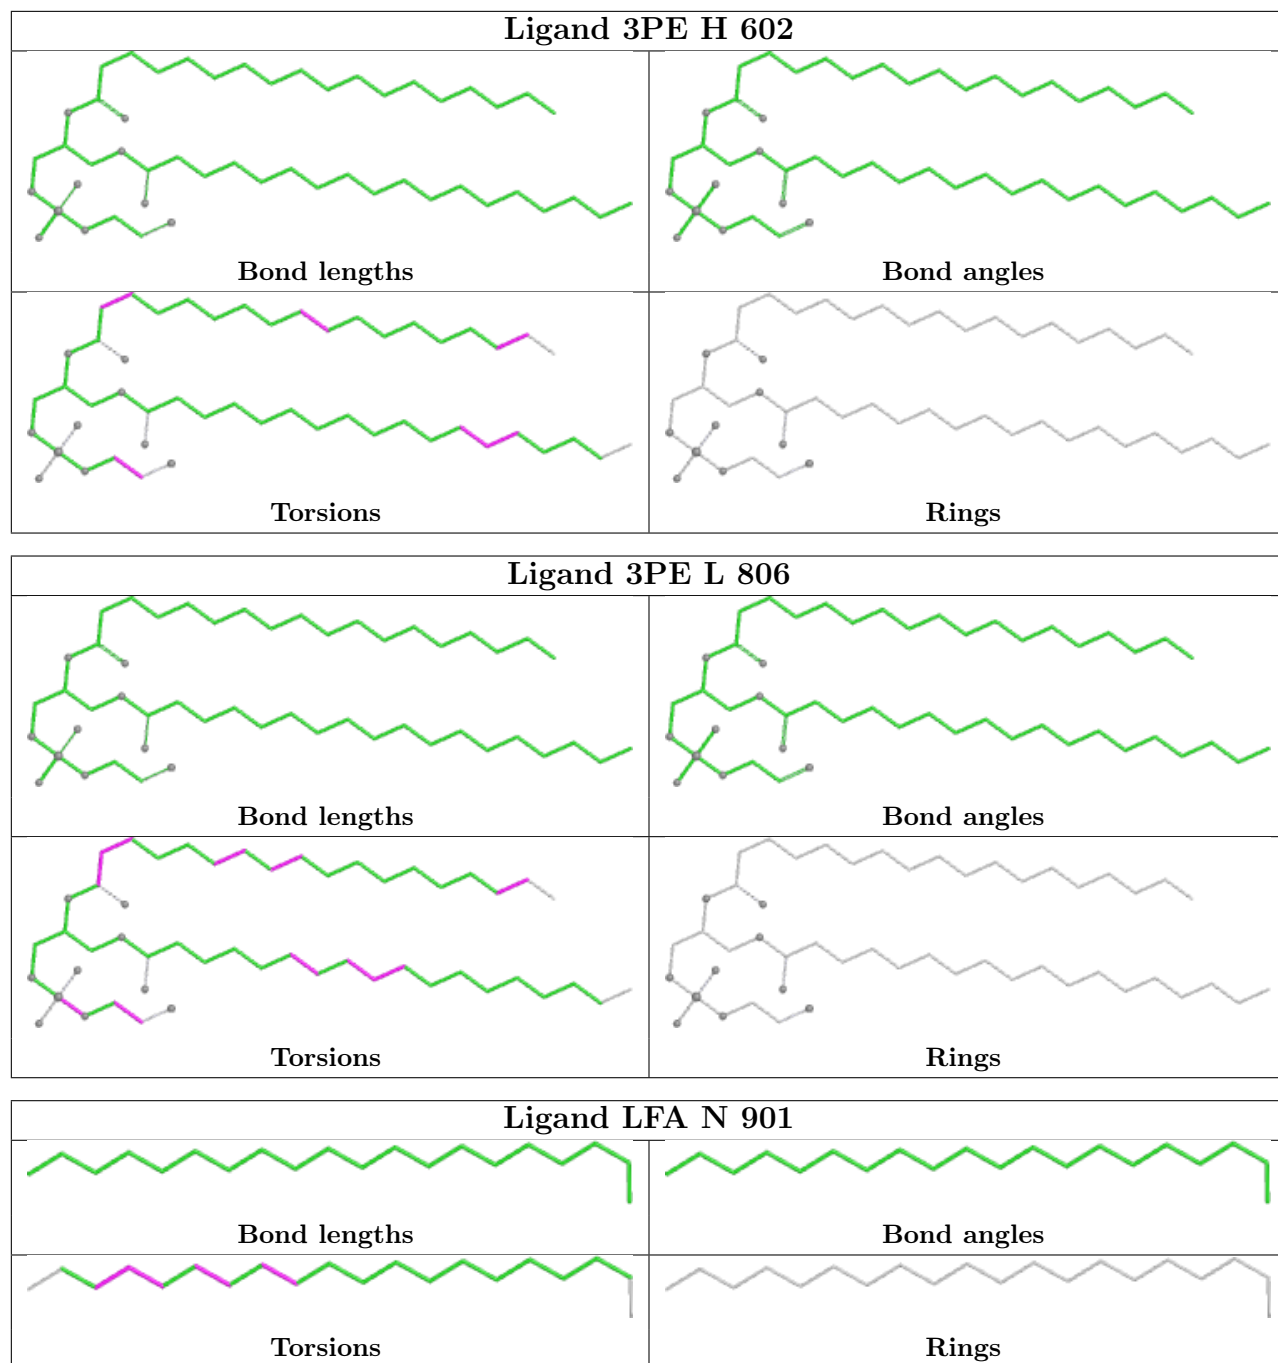 Ligand 3PE H 602
Bond lengths
Bond angles
Torsions
Rings
Ligand 3PE L 806
Bond lengths
Bond angles
Torsions
Rings
Ligand LFA N 901
Bond lengths
Bond angles
Torsions
Rings